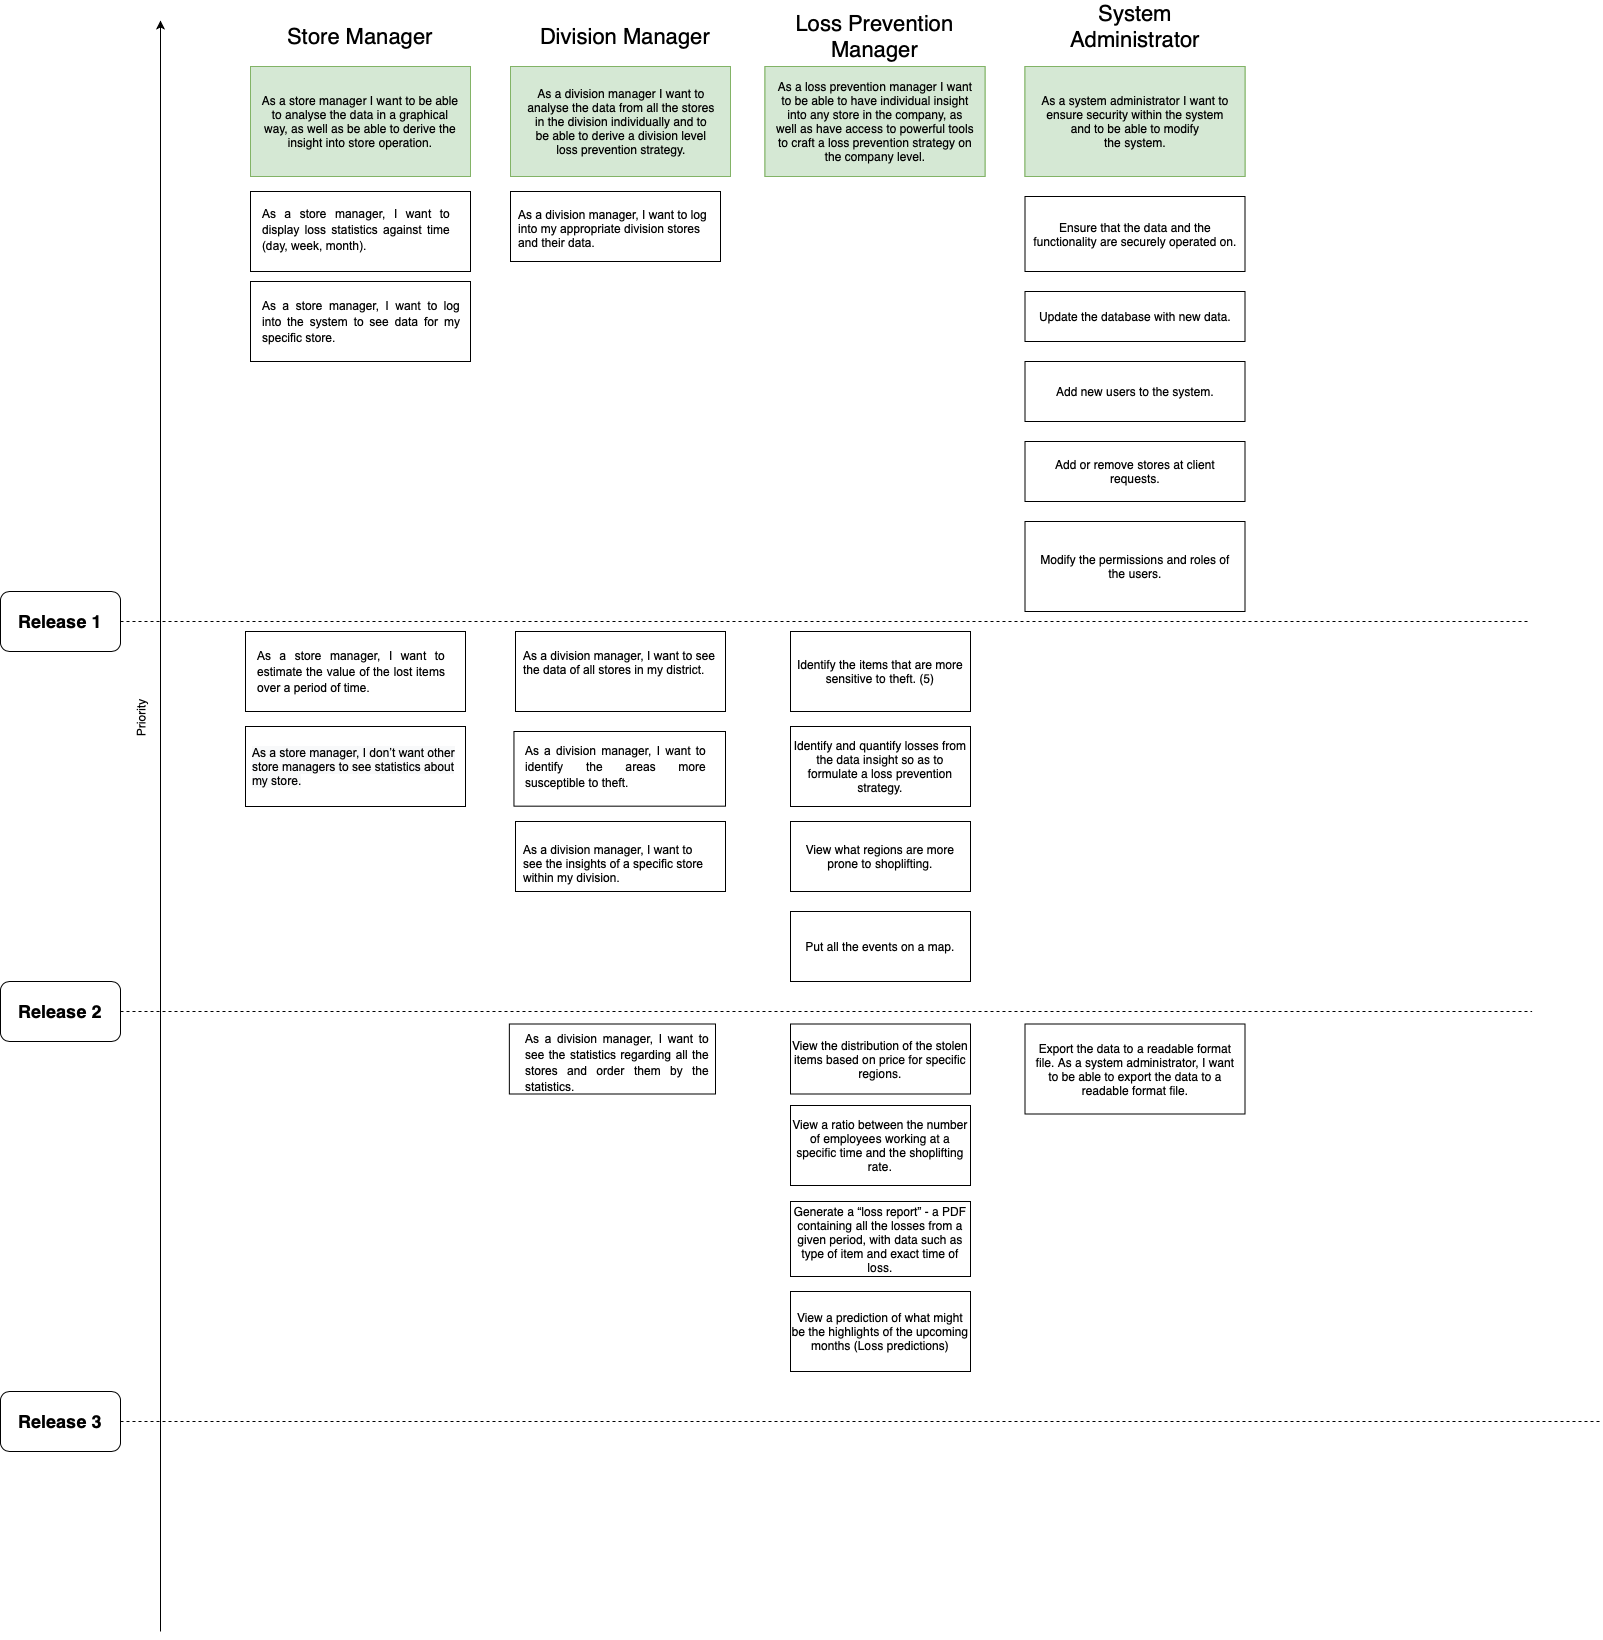 Store Manager
Division Manager
Loss Prevention
Manager
System
Administrator
As a store manager I want to be able
to analyse the data in a graphical
way, as well as be able to derive the
insight into store operation.
As a division manager I want to
analyse the data from all the stores
in the division individually and to
be able to derive a division level
loss prevention strategy.
As a loss prevention manager I want
to be able to have individual insight
into any store in the company, as
well as have access to powerful tools
to craft a loss prevention strategy on
the company level.
As a system administrator I want to
ensure security within the system
and to be able to modify
the system.
As a store manager, I want to
display loss statistics against time
(day, week, month).
As a division manager, I want to log
into my appropriate division stores
and their data.
Ensure that the data and the
functionality are securely operated on.
As a store manager, I want to log
into the system to see data for my
specific store.
Update the database with new data.
Add new users to the system.
Add or remove stores at client
requests.
Modify the permissions and roles of
the users.
Release 1
Priority
As a store manager, I want to
estimate the value of the lost items
over a period of time.
As a division manager, I want to see
the data of all stores in my district.
Identify the items that are more
sensitive to theft. (5)
As a store manager, I don’t want other
store managers to see statistics about
my store.
As a division manager, I want to
identify the areas more
susceptible to theft.
Identify and quantify losses from
the data insight so as to
formulate a loss prevention
strategy.
As a division manager, I want to
see the insights of a specific store
within my division.
View what regions are more
prone to shoplifting.
Put all the events on a map.
Release 2
As a division manager, I want to
see the statistics regarding all the
stores and order them by the
statistics.
View the distribution of the stolen
items based on price for specific
regions.
Export the data to a readable format
file. As a system administrator, I want
to be able to export the data to a
readable format file.
View a ratio between the number
of employees working at a
specific time and the shoplifting
rate.
Generate a “loss report” - a PDF
containing all the losses from a
given period, with data such as
type of item and exact time of
loss.
View a prediction of what might
be the highlights of the upcoming
months (Loss predictions)
Release 3